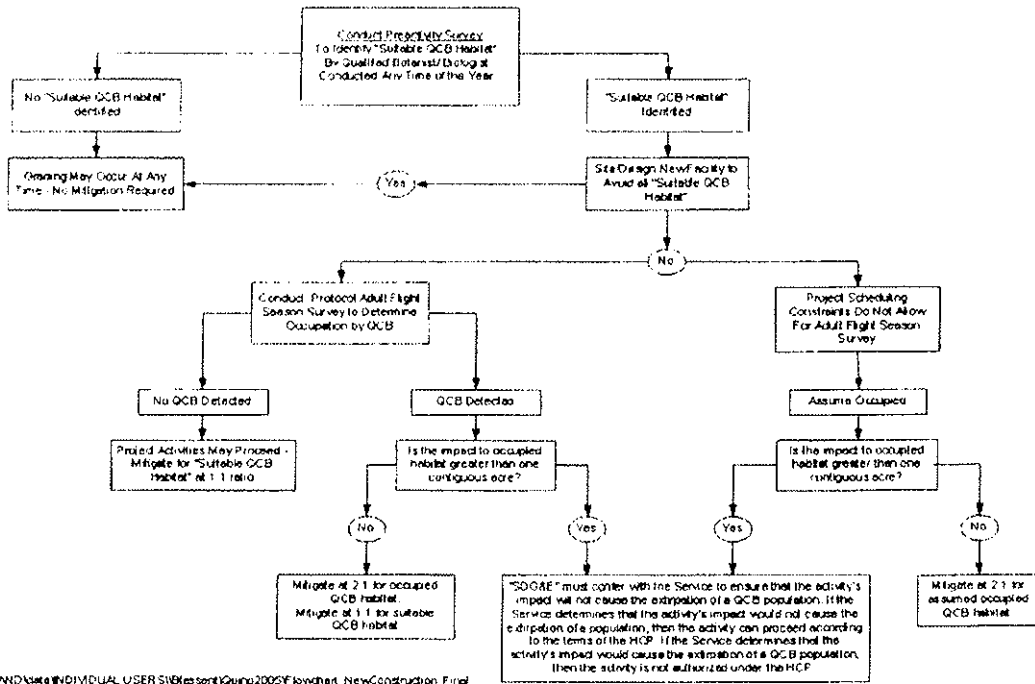 Conduct Preactivity Survey
To Identify "Suitable QCB Habitat"
By Qualified Botanist/Biologist
Conducted Any Time of the Year
No "Suitable QCB Habitat"
Identified
"Suitable QCB Habitat"
Identified
Grading May Occur At Any
Time - No Mitigation Required
Yes
Site/Design New Facility to
Avoid all "Suitable QCB
Habitat"
No
Conduct Protocol Adult Flight
Season Survey to Determine
Occupation by QCB
Project Scheduling
Constraints Do Not Allow
For Adult Flight Season
Survey
No QCB Detected
QCB Detected
Assume Occupied
Project Activities May Proceed -
Mitigate for "Suitable QCB
Habitat" at 1:1 ratio
Is the impact to occupied
habitat greater than one
contiguous acre?
Is the impact to occupied
habitat greater than one
contiguous acre?
No
Yes
Yes
No
Mitigate at 2:1 for occupied
QCB habitat.
Mitigate at 1:1 for suitable
QCB habitat
"SDG&E" must confer with the Service to ensure that the activity's
impact will not cause the extirpation of a QCB population. If the
Service determines that the activity's impact would not cause the
extirpation of a population, then the activity can proceed according
to the terms of the HCP. If the Service determines that the
activity's impact would cause the extirpation of a QCB population,
then the activity is not authorized under the HCP
Mitigate at 2:1 for
assumed occupied
QCB habitat
INDIVIDUAL USERS\ \Quino2005\Flowchart_NewConstruction_Final